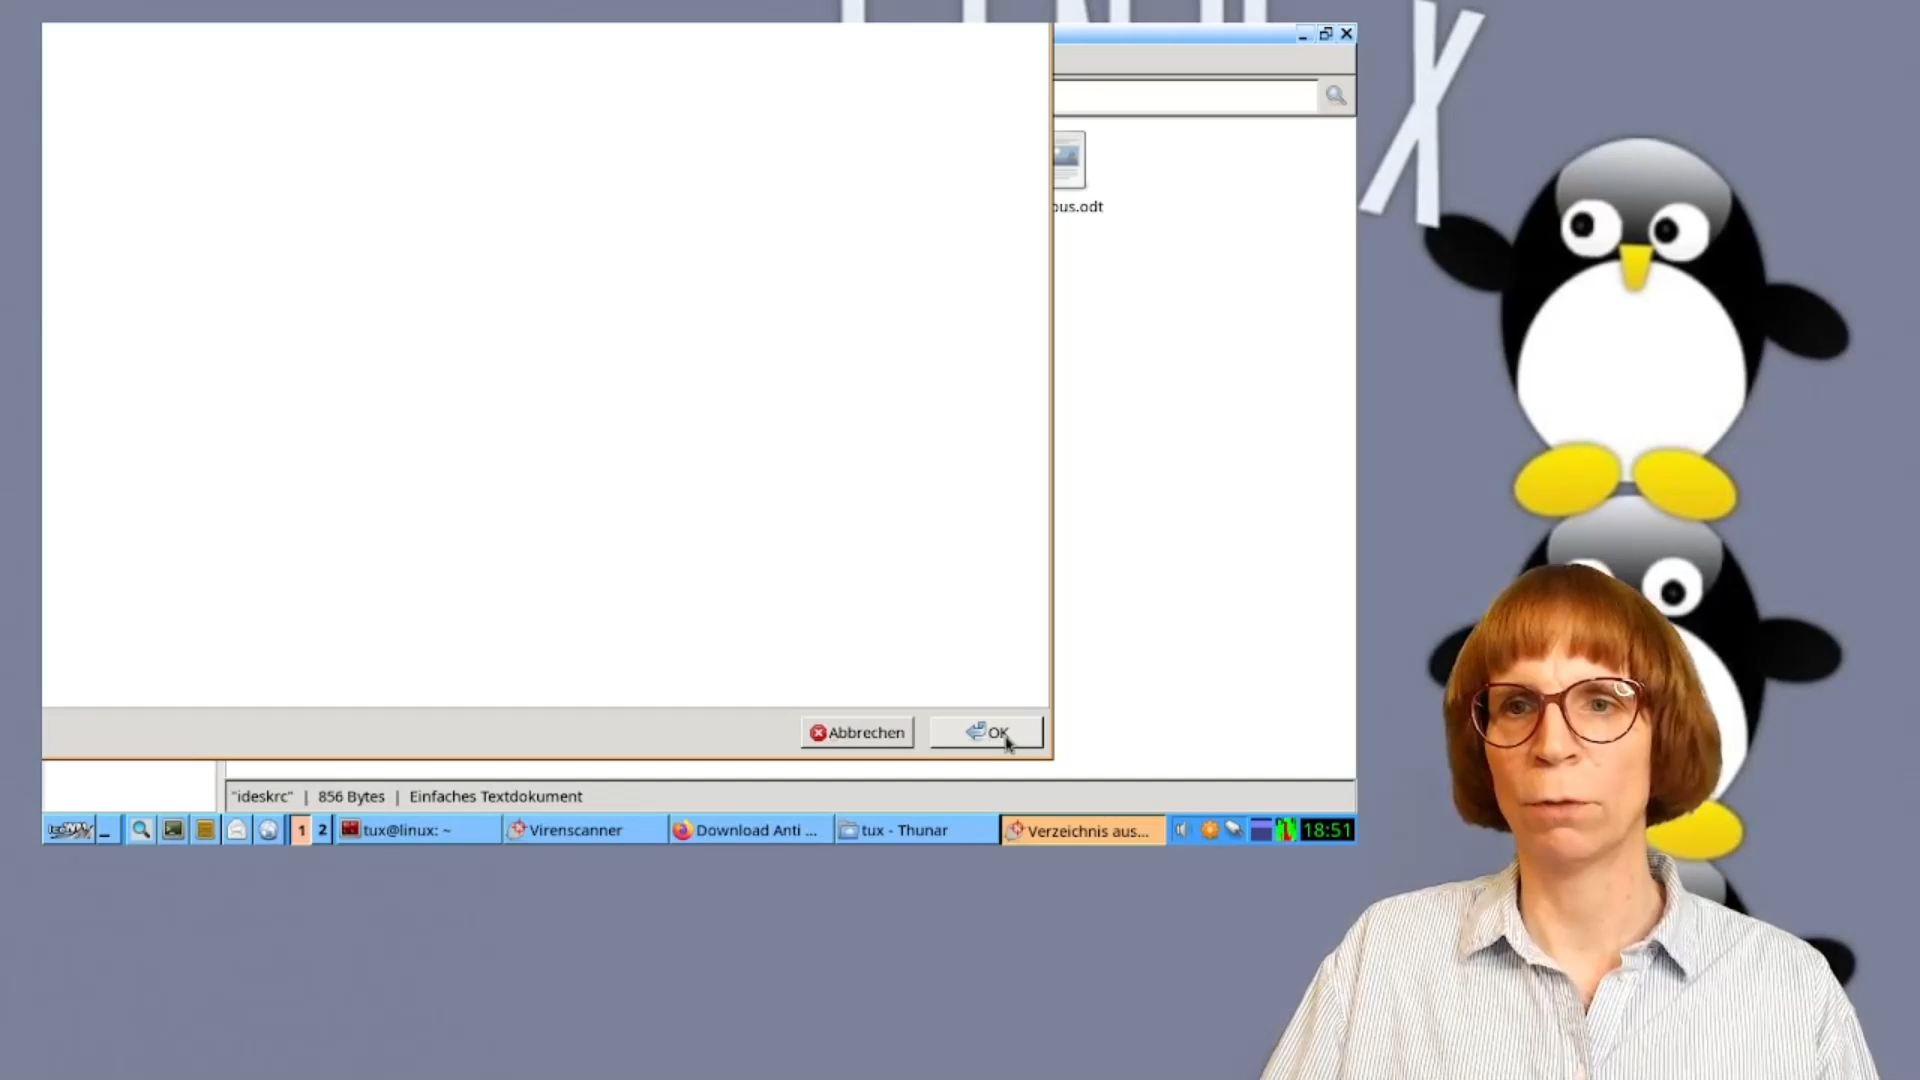 X
bus.odt
Abbrechen
OK
"ideskrc" | 856 Bytes | Einfaches Textdokument
1 2 tux@linux: ~ Virenscanner Download Anti ... tux - Thunar Verzeichnis aus... 18:51